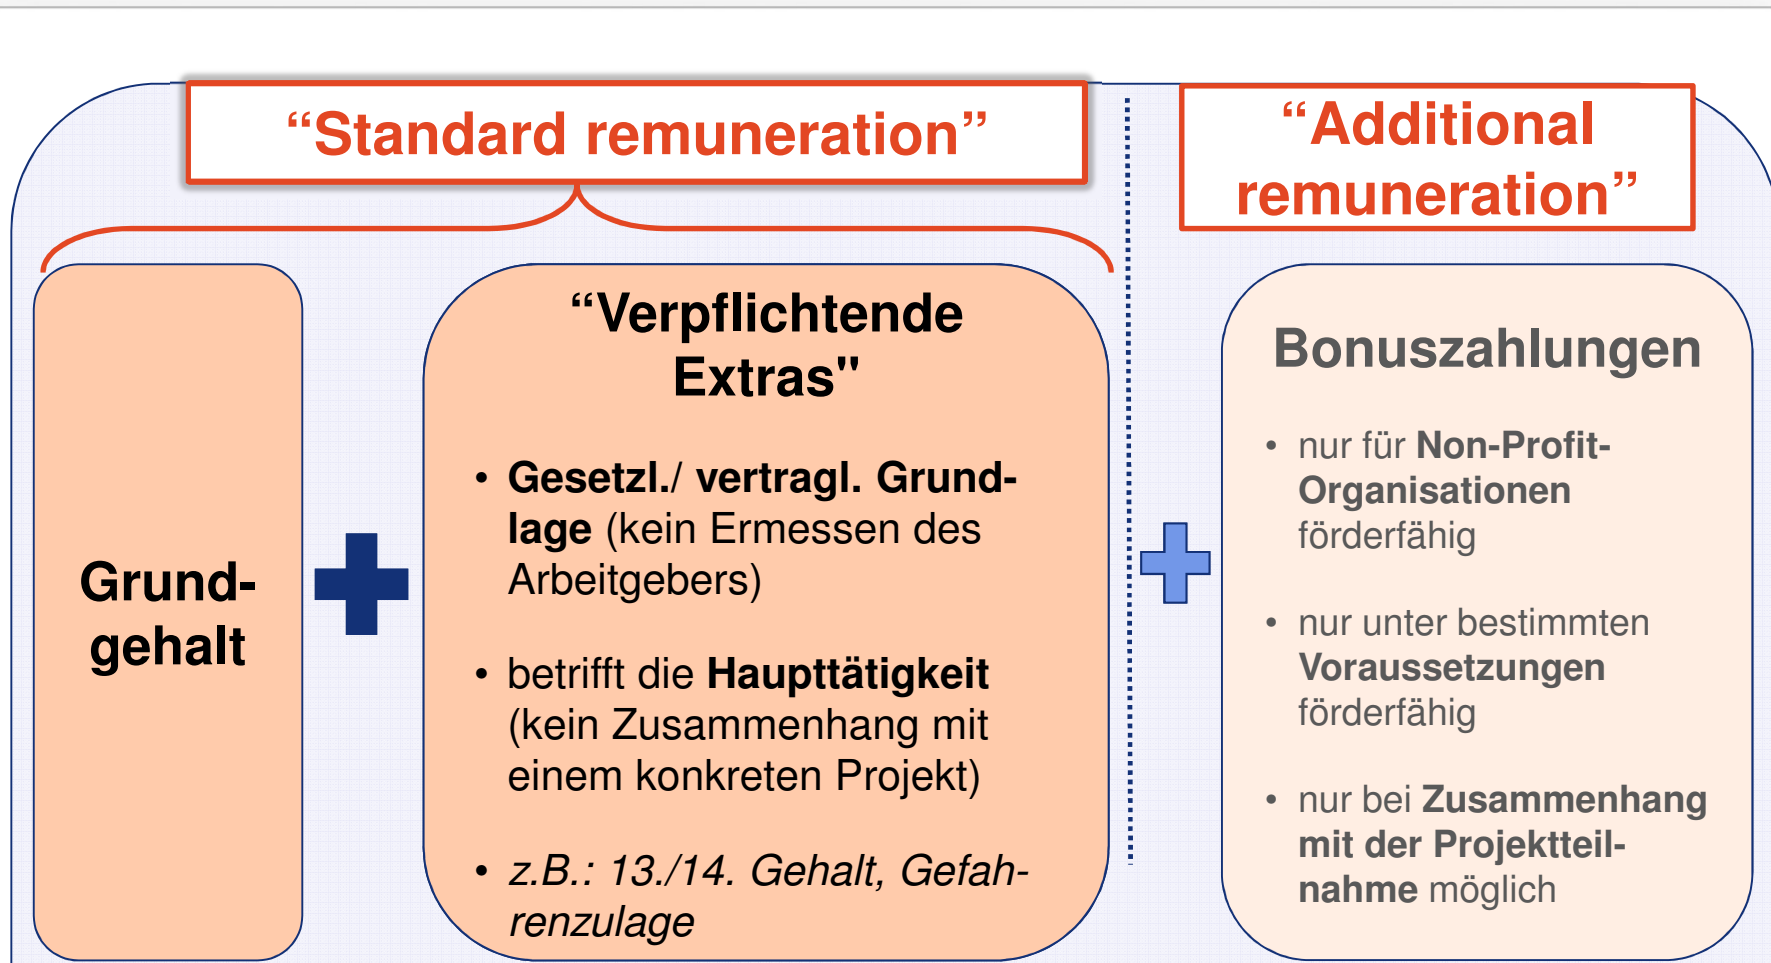 “Standard remuneration”
“Additional
remuneration”
Grund-
gehalt
“Verpflichtende
Extras"
• Gesetzl./ vertragl. Grund-
lage (kein Ermessen des
Arbeitgebers)
• betrifft die Haupttätigkeit
(kein Zusammenhang mit
einem konkreten Projekt)
• z.B.: 13./14. Gehalt, Gefah-
renzulage
Bonuszahlungen
• nur für Non-Profit-
Organisationen
förderfähig
• nur unter bestimmten
Voraussetzungen
förderfähig
• nur bei Zusammenhang
mit der Projektteil-
nahme möglich